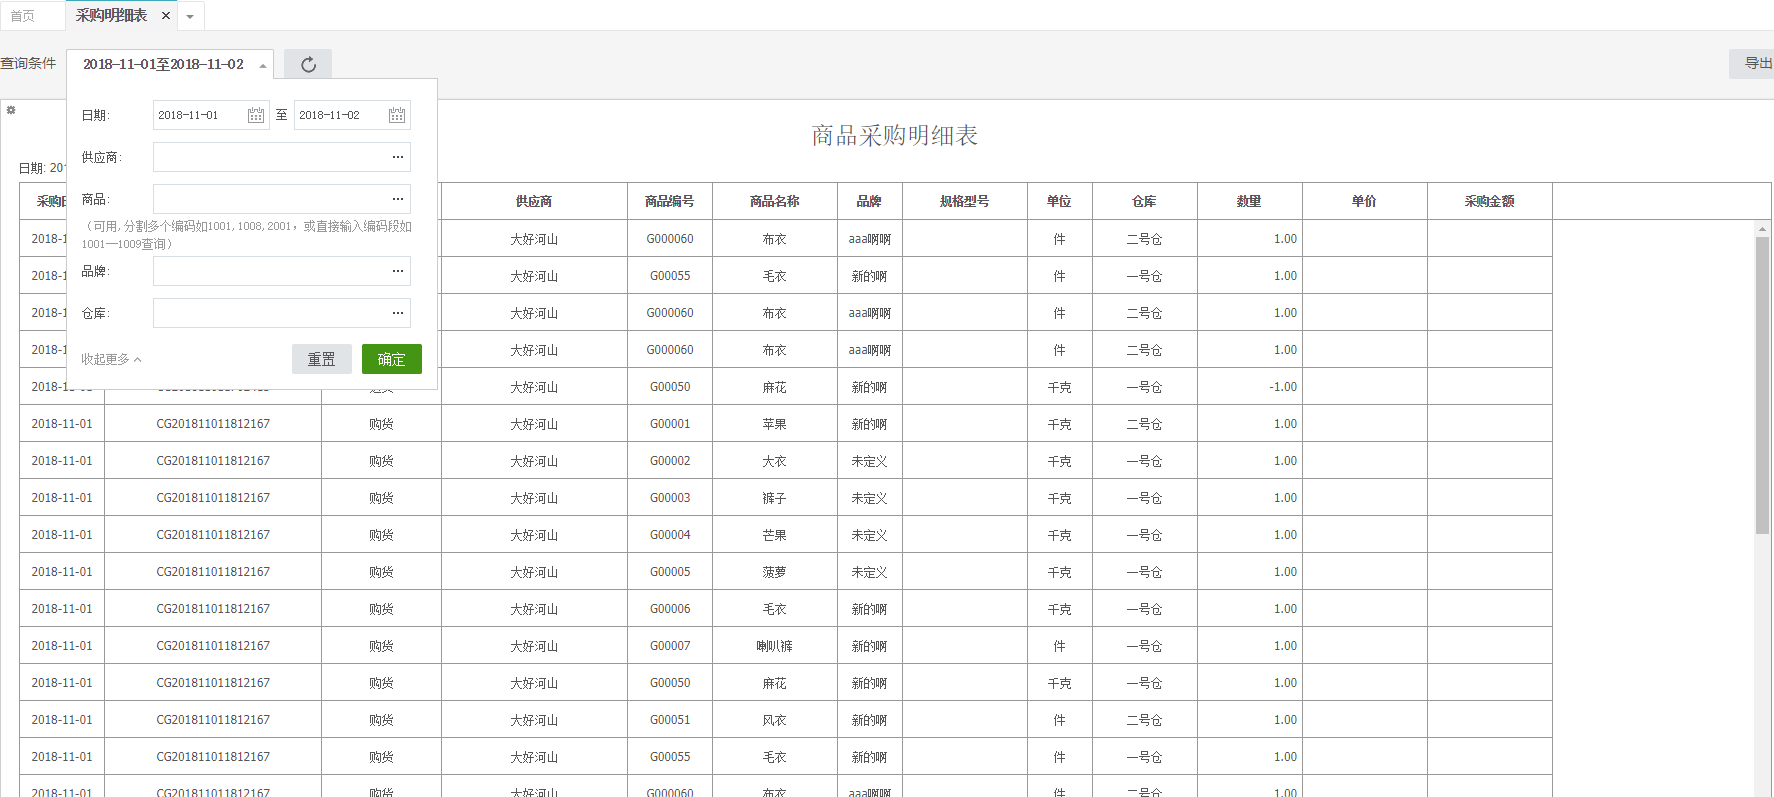 首页 采购明细表 ×
查询条件 2018-11-01至2018-11-02 导出
日期: 2018-11-01 至 2018-11-02
供应商: ...
商品: ...
（可用,分割多个编码如1001,1008,2001，或直接输入编码段如
1001—1009查询）
品牌: ...
仓库: ...
收起更多 重置 确定
商品采购明细表
日期: 201
采购日 供应商 商品编号 商品名称 品牌 规格型号 单位 仓库 数量 单价 采购金额
2018-1 大好河山 G000060 布衣 aaa啊啊 件 二号仓 1.00
2018-1 大好河山 G00055 毛衣 新的啊 件 一号仓 1.00
2018-1 大好河山 G000060 布衣 aaa啊啊 件 二号仓 1.00
2018-1 大好河山 G000060 布衣 aaa啊啊 件 二号仓 1.00
2018-11-01 大好河山 G00050 麻花 新的啊 千克 一号仓 -1.00
2018-11-01 CG201811011812167 购货 大好河山 G00001 苹果 新的啊 千克 二号仓 1.00
2018-11-01 CG201811011812167 购货 大好河山 G00002 大衣 未定义 千克 一号仓 1.00
2018-11-01 CG201811011812167 购货 大好河山 G00003 裤子 未定义 千克 一号仓 1.00
2018-11-01 CG201811011812167 购货 大好河山 G00004 芒果 未定义 千克 一号仓 1.00
2018-11-01 CG201811011812167 购货 大好河山 G00005 菠萝 未定义 千克 一号仓 1.00
2018-11-01 CG201811011812167 购货 大好河山 G00006 毛衣 新的啊 千克 一号仓 1.00
2018-11-01 CG201811011812167 购货 大好河山 G00007 喇叭裤 新的啊 件 一号仓 1.00
2018-11-01 CG201811011812167 购货 大好河山 G00050 麻花 新的啊 千克 一号仓 1.00
2018-11-01 CG201811011812167 购货 大好河山 G00051 风衣 新的啊 件 二号仓 1.00
2018-11-01 CG201811011812167 购货 大好河山 G00055 毛衣 新的啊 件 一号仓 1.00
2018-11-01 CG201811011812167 购货 大好河山 G000060 布衣 aaa啊啊 件 二号仓 1.00